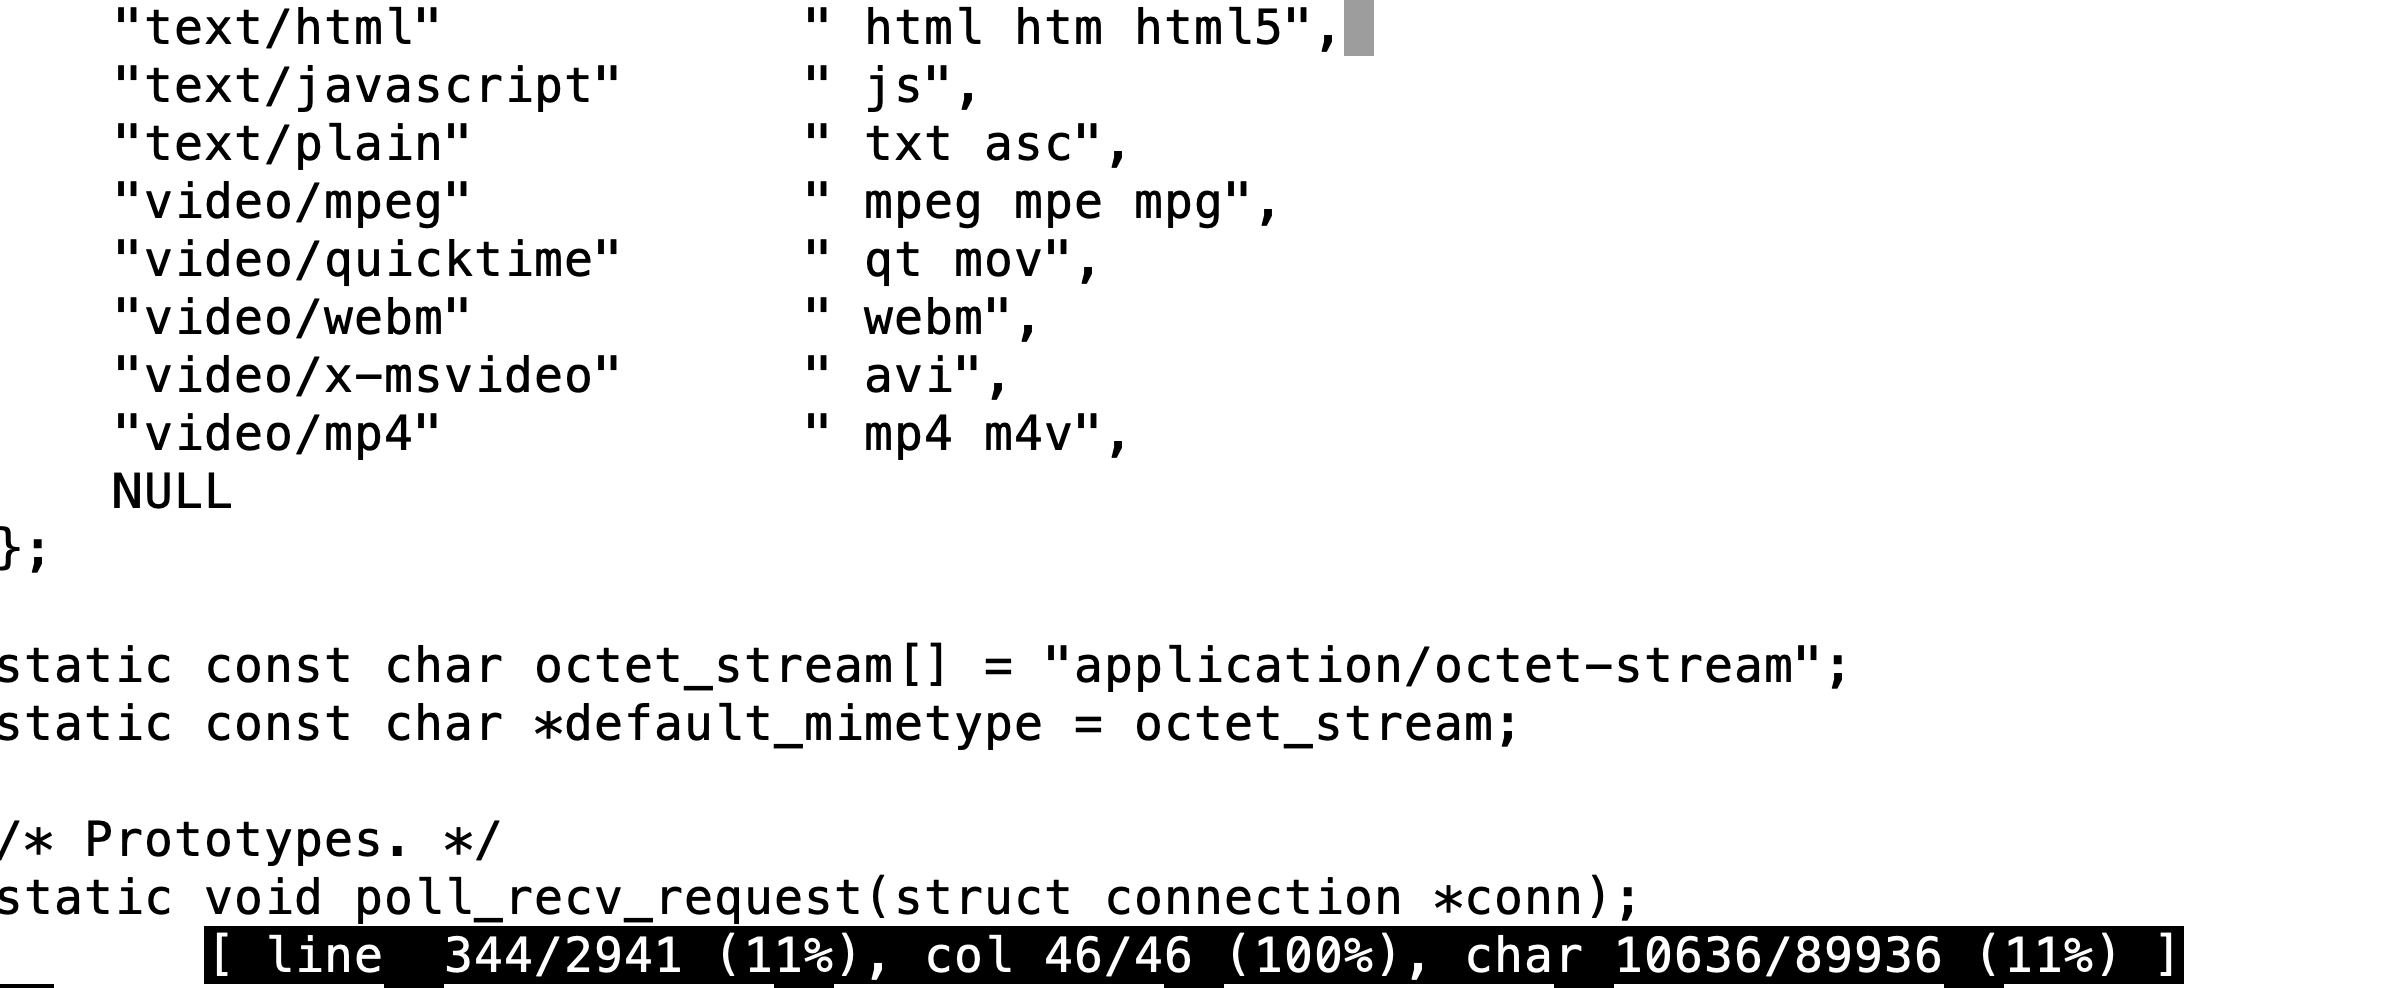 "text/html"            " html htm html5",
"text/javascript"      " js",
"text/plain"           " txt asc",
"video/mpeg"           " mpeg mpe mpg",
"video/quicktime"      " qt mov",
"video/webm"           " webm",
"video/x-msvideo"      " avi",
"video/mp4"            " mp4 m4v",
NULL
};
static const char octet_stream[] = "application/octet-stream";
static const char *default_mimetype = octet_stream;
/* Prototypes. */
static void poll_recv_request(struct connection *conn);
[ line  344/2941 (11%), col 46/46 (100%), char 10636/89936 (11%) ]